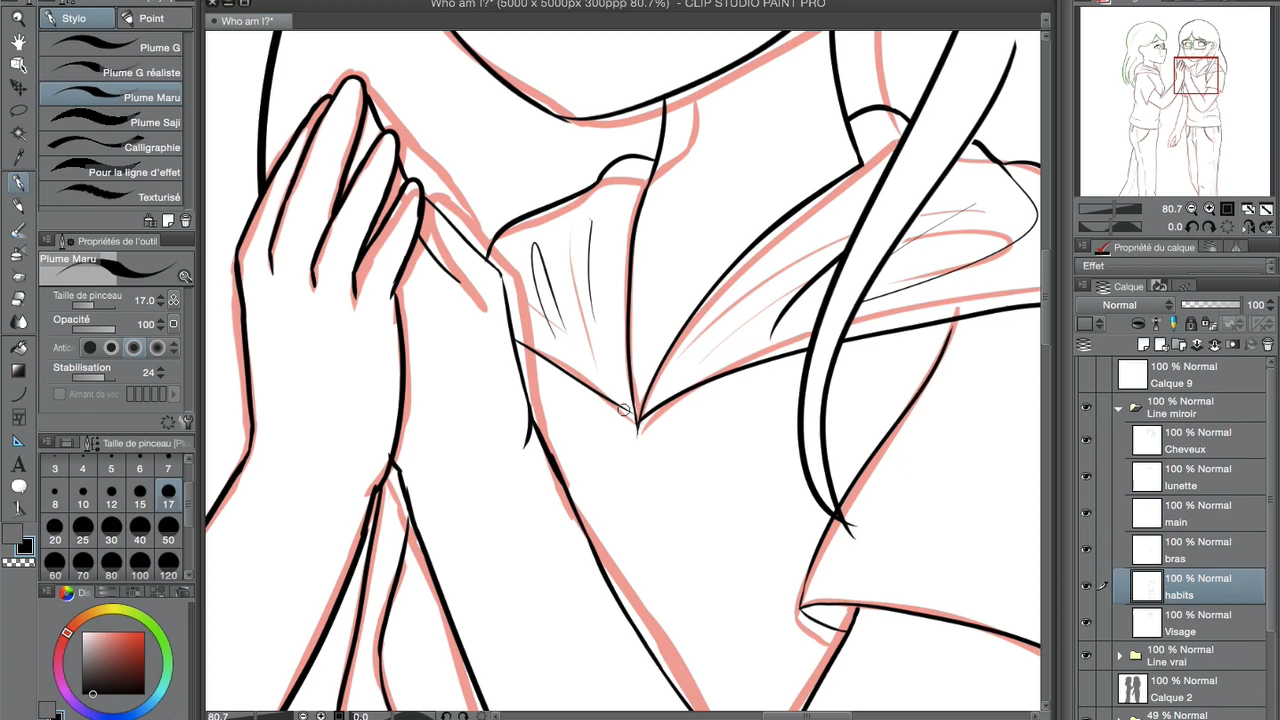 Who am I?* (5000 x 5000px 300ppp 80.7%) - CLIP STUDIO PAINT PRO
Stylo
Point
Who am I?*
Plume G
Plume G réaliste
Plume Maru
Plume Saji
Calligraphie
Pour la ligne d'effet
Texturisé
Propriétés de l'outi
Plume Maru
Taille de pinceau 17.0
Opacité 100
Stabilisation 24
Aimant de vec
Taille de pinceau [Plu
3 4 5 6 7
8 10 12 15 17
20 25 30 40 50
60 70 80 100 120
80.7 0.0
80.7
0.0
Propriété du calque
Effet
Calque
Normal 100
100 % Normal
Calque 9
100 % Normal
Line miroir
100 % Normal
Cheveux
100 % Normal
lunette
100 % Normal
main
100 % Normal
bras
100 % Normal
habits
100 % Normal
Visage
100 % Normal
Line vrai
100 % Normal
Calque 2
49 % Normal